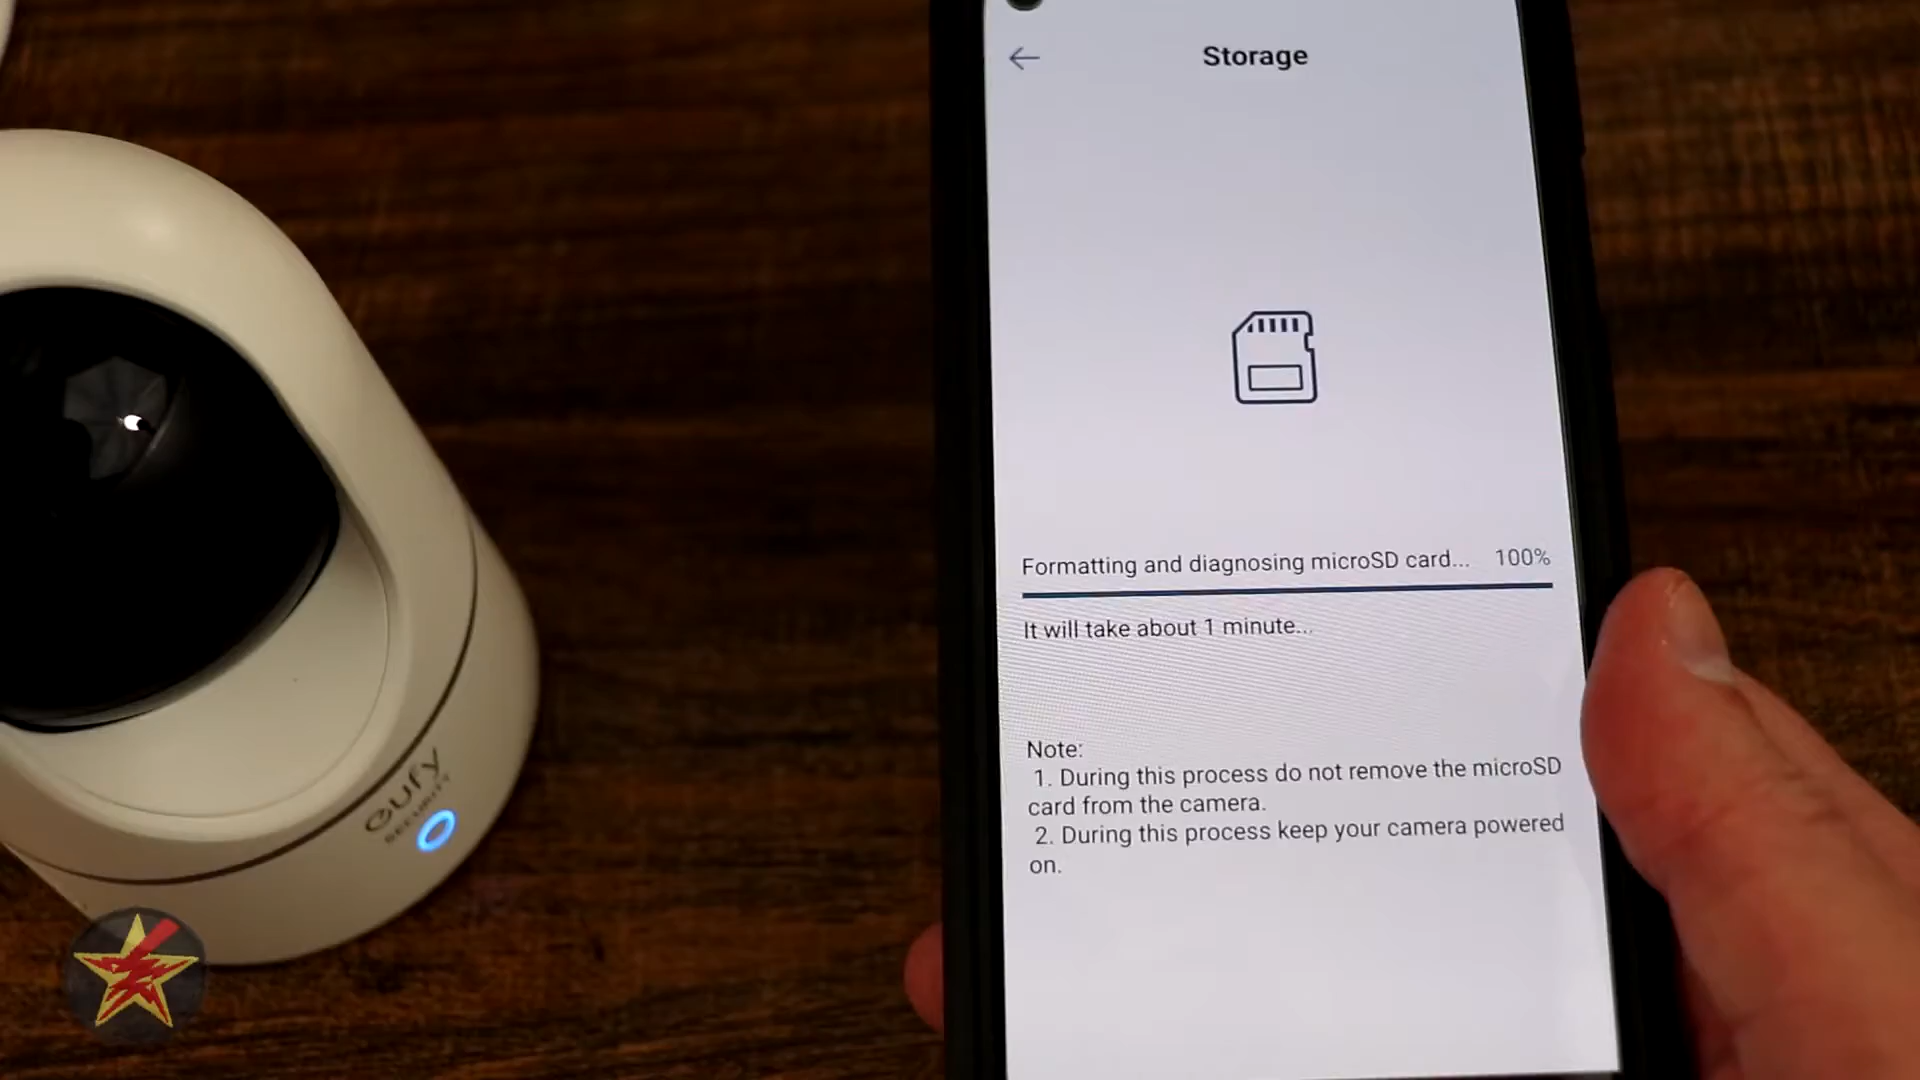 Storage
Formatting and diagnosing microSD card... 100%
It will take about 1 minute...
Note:
1. During this process do not remove the microSD
card from the camera.
2. During this process keep your camera powered
on.
eufy
SECURITY